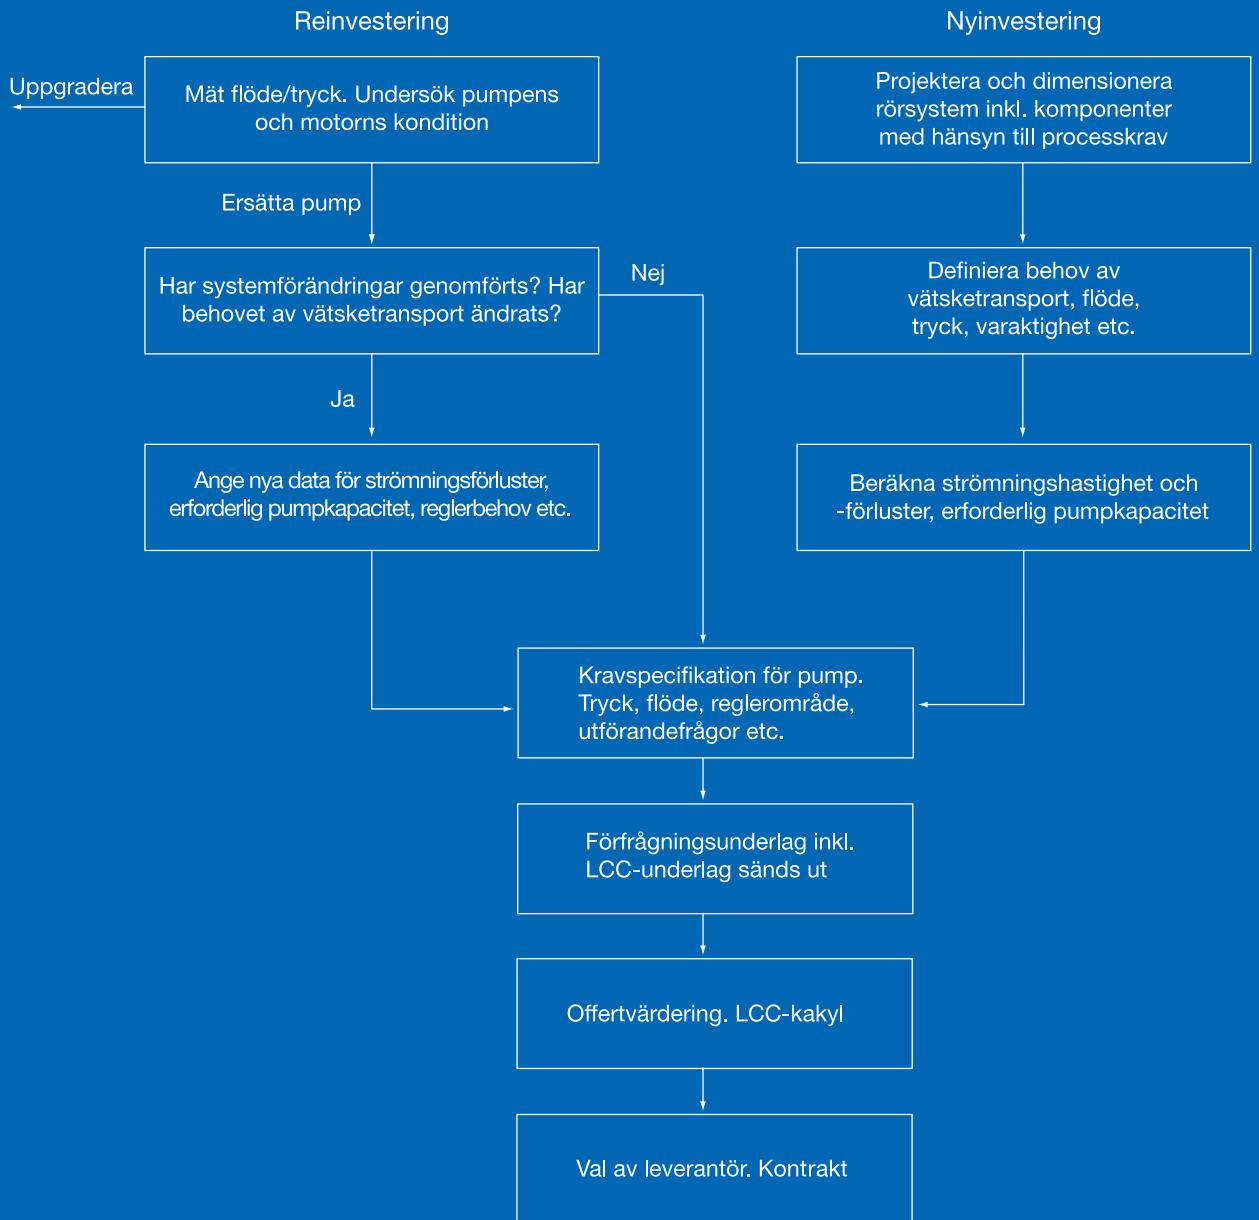 Reinvestering
Nyinvestering
Uppgradera
Mät flöde/tryck. Undersök pumpens
och motorns kondition
Projektera och dimensionera
rörsystem inkl. komponenter
med hänsyn till processkrav
Ersätta pump
Har systemförändringar genomförts? Har
behovet av vätsketransport ändrats?
Nej
Definiera behov av
vätsketransport, flöde,
tryck, varaktighet etc.
Ja
Ange nya data för strömningsförluster,
erforderlig pumpkapacitet, reglerbehov etc.
Beräkna strömningshastighet och
-förluster, erforderlig pumpkapacitet
Kravspecifikation för pump.
Tryck, flöde, reglerområde,
utförandefrågor etc.
Förfrågningsunderlag inkl.
LCC-underlag sänds ut
Offertvärdering. LCC-kakyl
Val av leverantör. Kontrakt